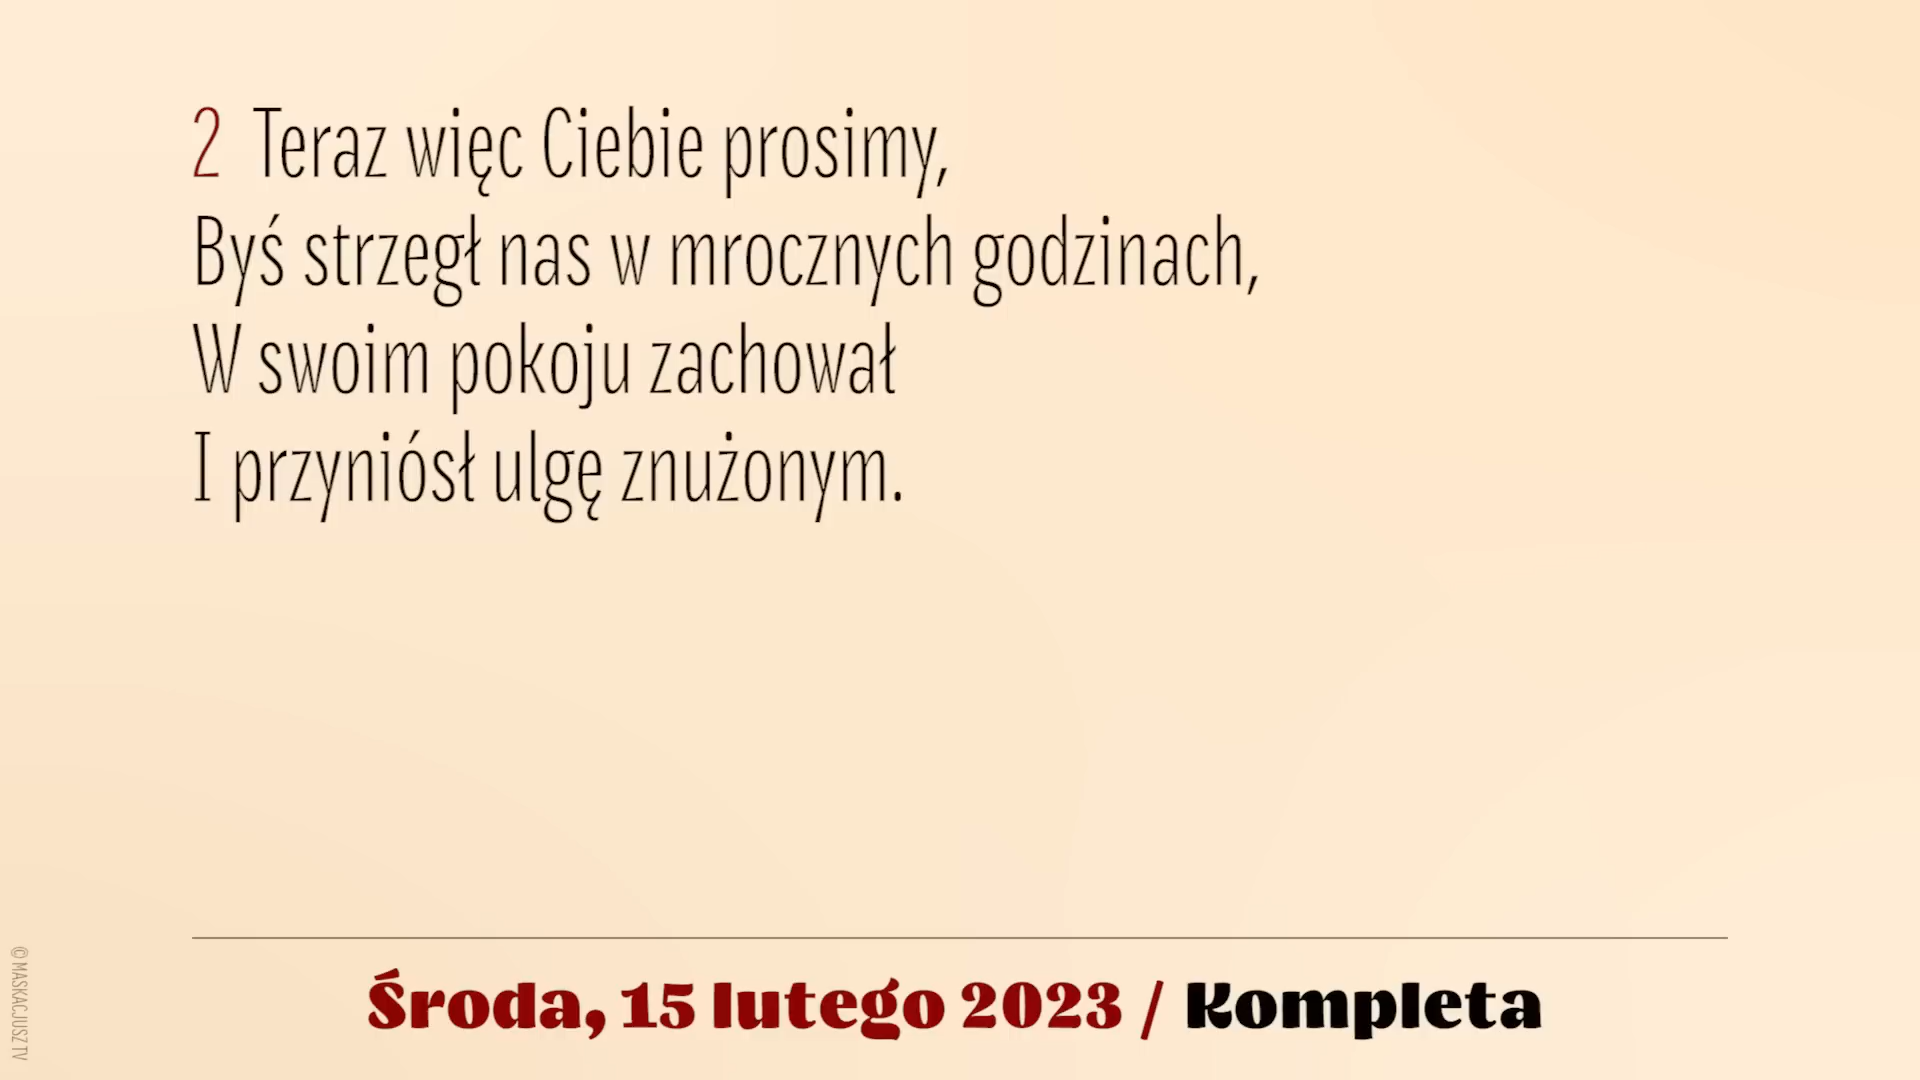 2 Teraz więc Ciebie prosimy,
Byś strzegł nas w mrocznych godzinach,
W swoim pokoju zachował
I przyniósł ulgę znużonym.
Środa, 15 lutego 2023 / Kompleta
© MASKACJUSZ TV